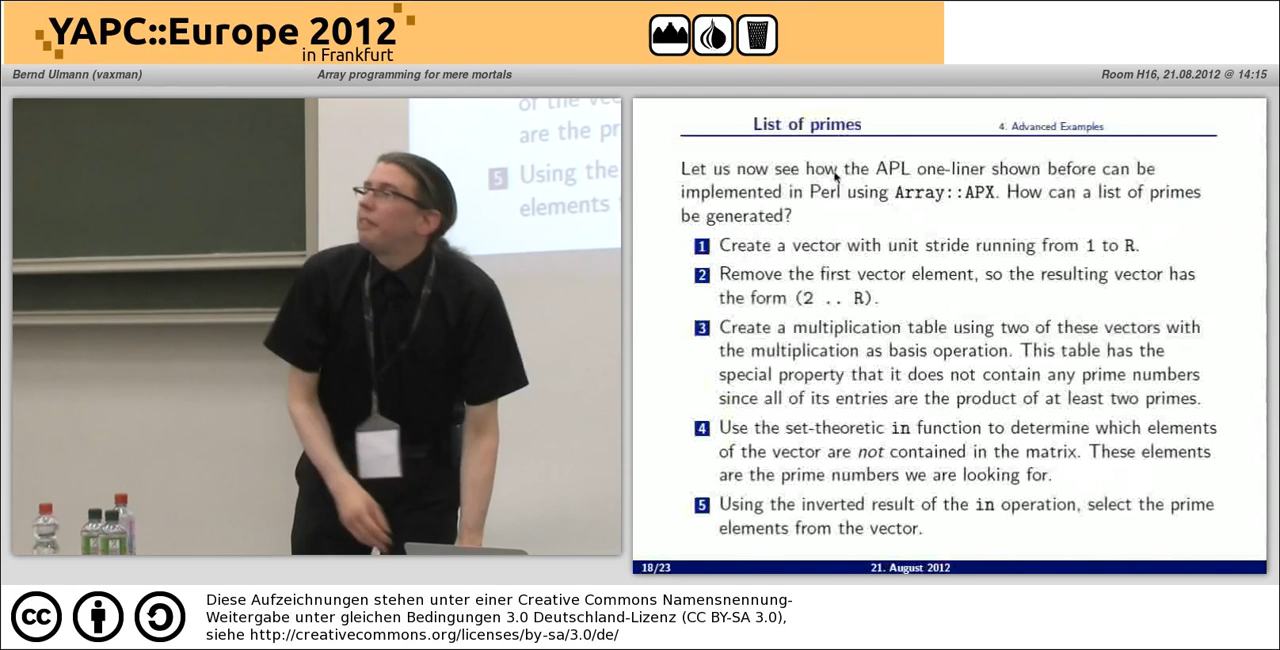 YAPC::Europe 2012
in Frankfurt
Bernd Ulmann (vaxman) Array programming for mere mortals Room H16, 21.08.2012 @ 14:15
are the pr
5 Using the
elements
List of primes 4. Advanced Examples
Let us now see how the APL one-liner shown before can be
implemented in Perl using Array::APX. How can a list of primes
be generated?
1 Create a vector with unit stride running from 1 to R.
2 Remove the first vector element, so the resulting vector has
the form (2 .. R).
3 Create a multiplication table using two of these vectors with
the multiplication as basis operation. This table has the
special property that it does not contain any prime numbers
since all of its entries are the product of at least two primes.
4 Use the set-theoretic in function to determine which elements
of the vector are not contained in the matrix. These elements
are the prime numbers we are looking for.
5 Using the inverted result of the in operation, select the prime
elements from the vector.
18/23 21. August 2012
cc
Diese Aufzeichnungen stehen unter einer Creative Commons Namensnennung-
Weitergabe unter gleichen Bedingungen 3.0 Deutschland-Lizenz (CC BY-SA 3.0),
siehe http://creativecommons.org/licenses/by-sa/3.0/de/